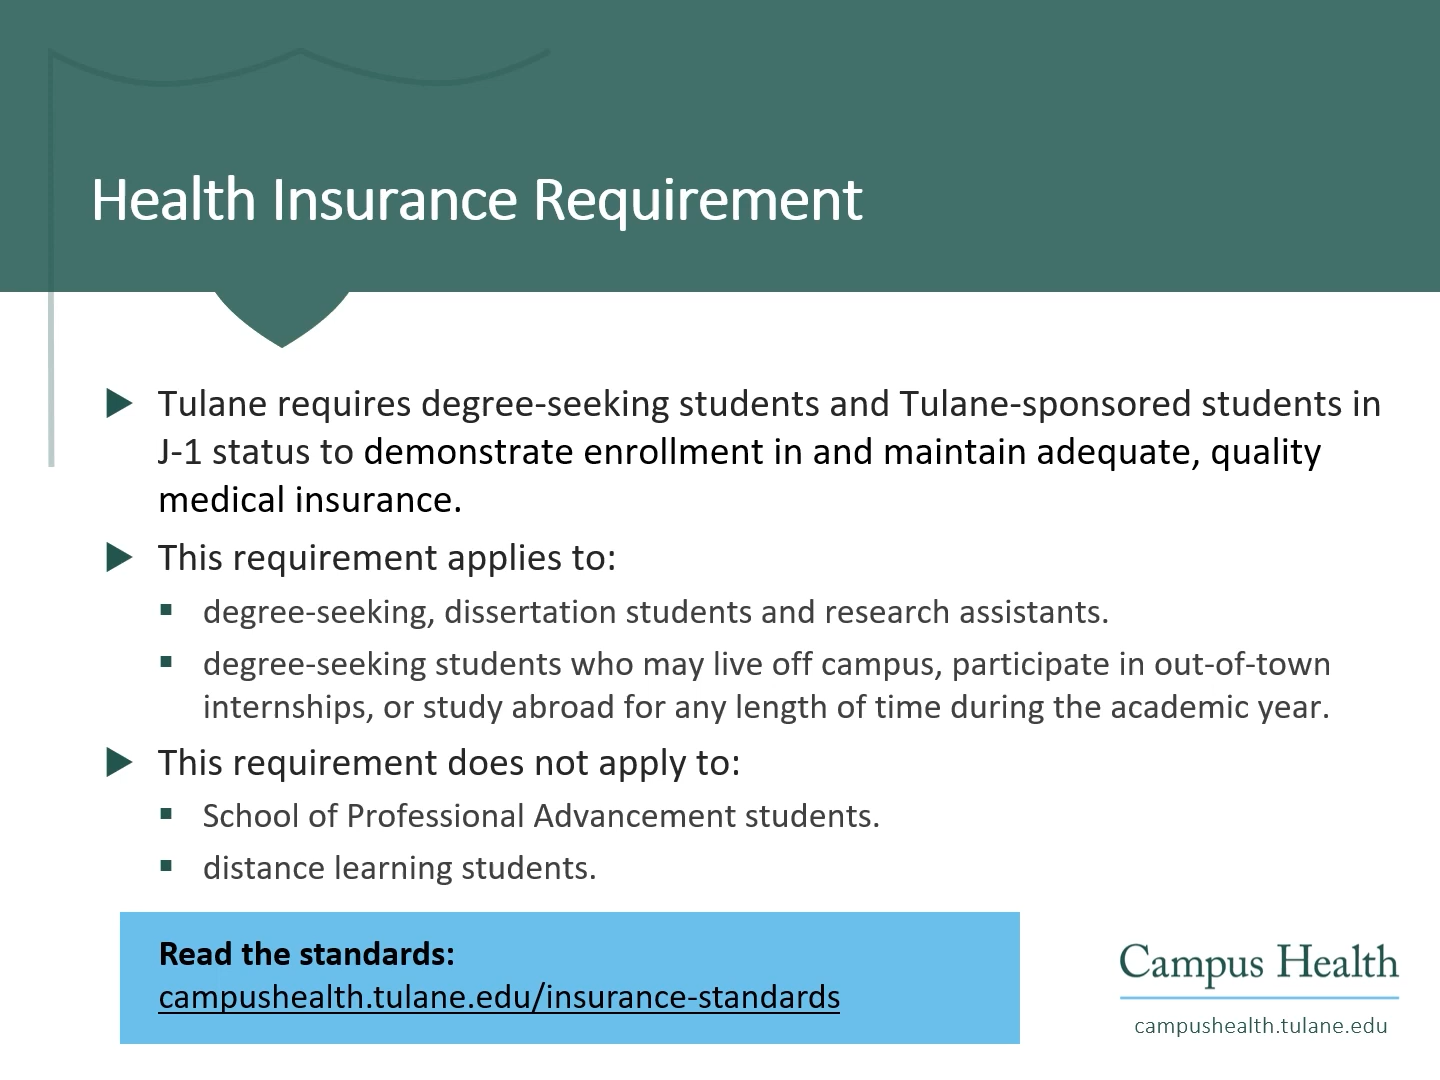 Health Insurance Requirement
Tulane requires degree-seeking students and Tulane-sponsored students in
J-1 status to demonstrate enrollment in and maintain adequate, quality
medical insurance.
This requirement applies to:
degree-seeking, dissertation students and research assistants.
degree-seeking students who may live off campus, participate in out-of-town
internships, or study abroad for any length of time during the academic year.
This requirement does not apply to:
School of Professional Advancement students.
distance learning students.
Read the standards:
campushealth.tulane.edu/insurance-standards
Campus Health
campushealth.tulane.edu